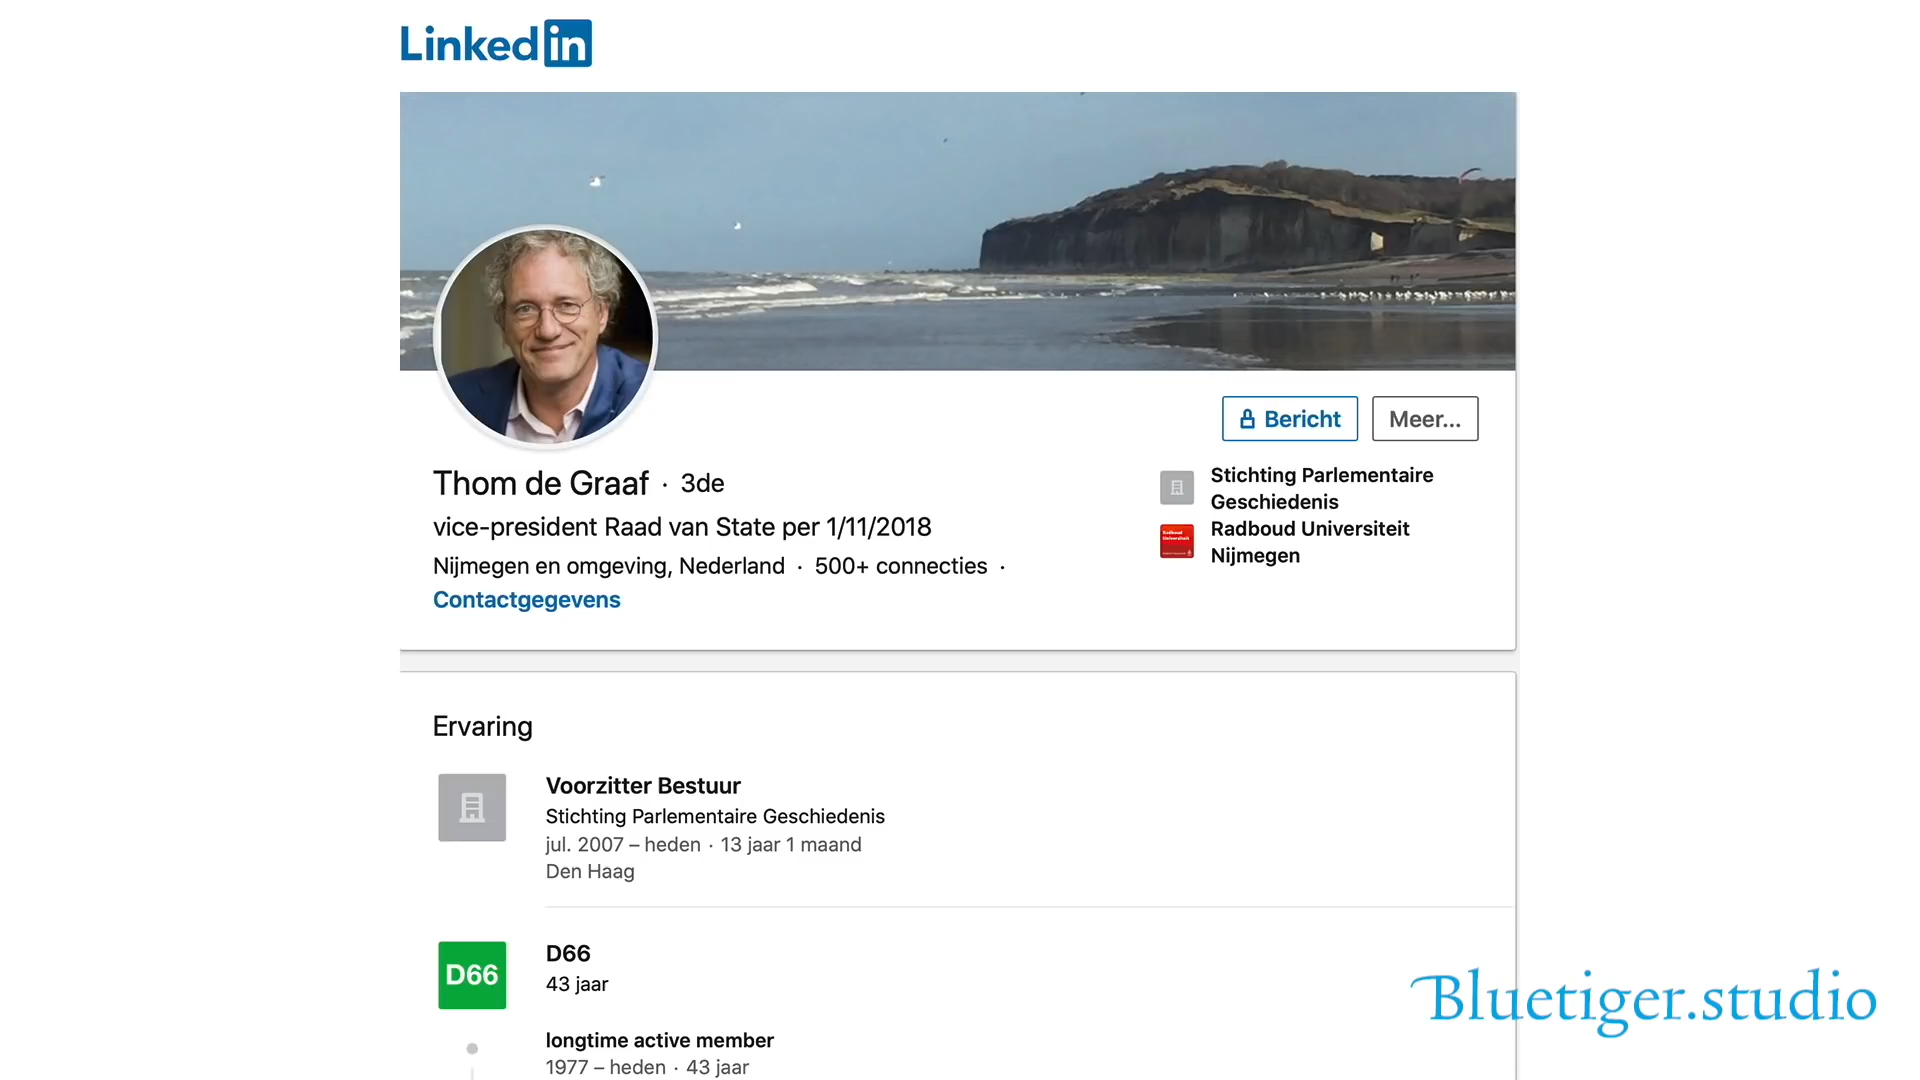 LinkedIn
Thom de Graaf · 3de
vice-president Raad van State per 1/11/2018
Nijmegen en omgeving, Nederland · 500+ connecties ·
Contactgegevens
Bericht
Meer...
Stichting Parlementaire
Geschiedenis
Radboud Universiteit
Nijmegen
Ervaring
Voorzitter Bestuur
Stichting Parlementaire Geschiedenis
jul. 2007 – heden · 13 jaar 1 maand
Den Haag
D66
D66
43 jaar
longtime active member
1977 – heden · 43 jaar
Bluetiger.studio